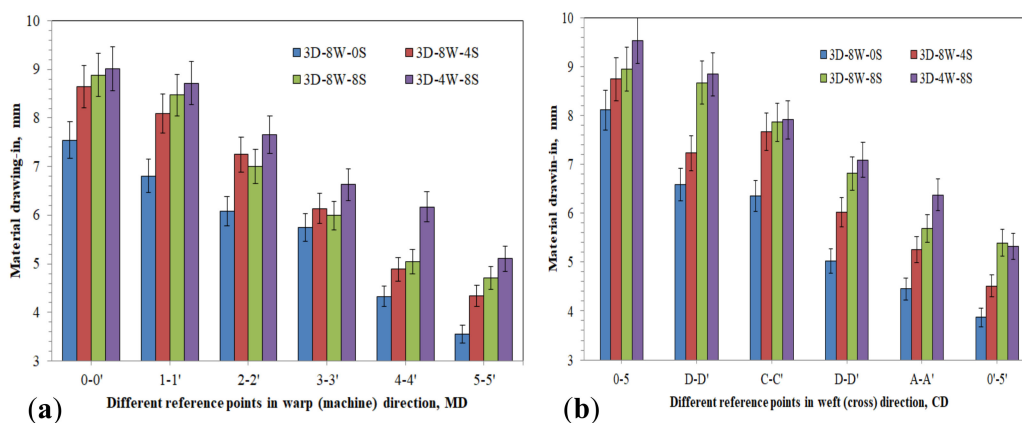 10
9
8
7
6
5
4
3
Material drawing-in, mm
3D-8W-0S 3D-8W-4S
3D-8W-8S 3D-4W-8S
0-0' 1-1' 2-2' 3-3' 4-4' 5-5'
Different reference points in warp (machine) direction, MD
(a)
10
9
8
7
6
5
4
3
Material drawin-in, mm
3D-8W-0S 3D-8W-4S
3D-8W-8S 3D-4W-8S
0-5 D-D' C-C' D-D' A-A' 0'-5'
Different reference points in weft (cross) direction, CD
(b)